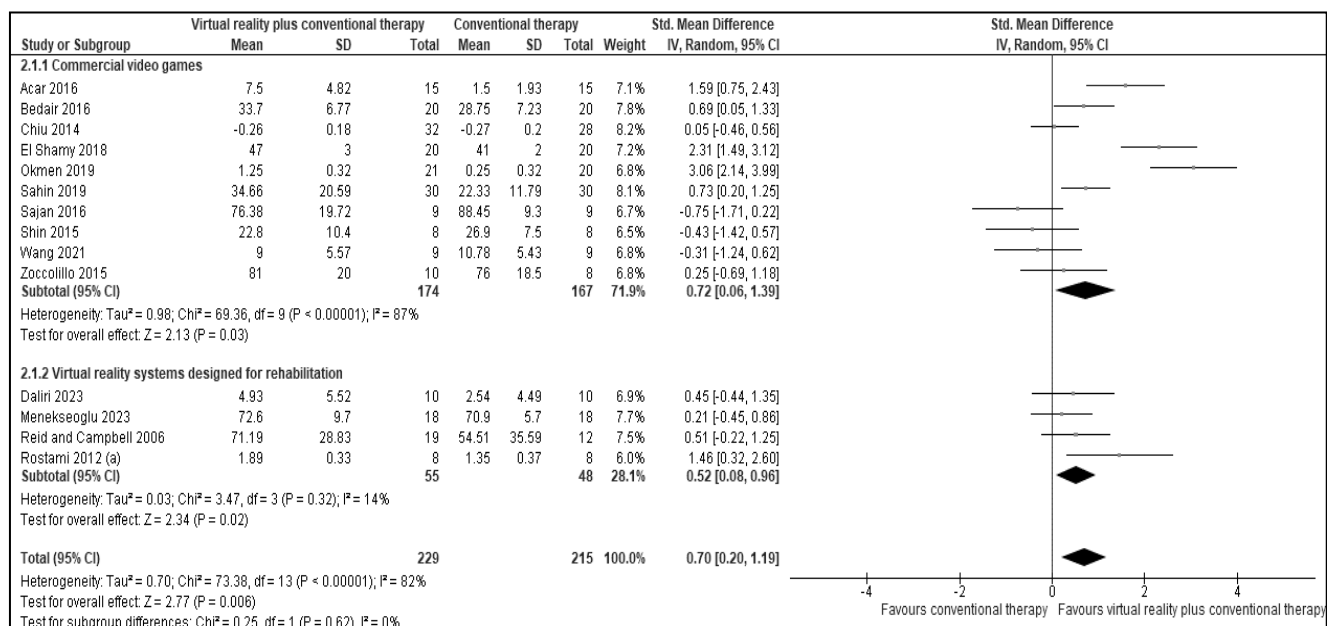 Virtual reality plus conventional therapy Conventional therapy Std. Mean Difference Std. Mean Difference
Study or Subgroup Mean SD Total Mean SD Total Weight IV, Random, 95% CI IV, Random, 95% CI
2.1.1 Commercial video games
Acar 2016 7.5 4.82 15 1.5 1.93 15 7.1% 1.59 [0.75, 2.43]
Bedair 2016 33.7 6.77 20 28.75 7.23 20 7.8% 0.69 [0.05, 1.33]
Chiu 2014 -0.26 0.18 32 -0.27 0.2 28 8.2% 0.05 [-0.46, 0.56]
El Shamy 2018 47 3 20 41 2 20 7.2% 2.31 [1.49, 3.12]
Okmen 2019 1.25 0.32 21 0.25 0.32 20 6.8% 3.06 [2.14, 3.99]
Sahin 2019 34.66 20.59 30 22.33 11.79 30 8.1% 0.73 [0.20, 1.25]
Sajan 2016 76.38 19.72 9 88.45 9.3 9 6.7% -0.75 [-1.71, 0.22]
Shin 2015 22.8 10.4 8 26.9 7.5 8 6.6% -0.43 [-1.42, 0.57]
Wang 2021 9 5.57 9 10.78 5.43 9 6.8% -0.31 [-1.24, 0.62]
Zoccolillo 2015 81 20 10 76 18.5 8 6.8% 0.25 [-0.69, 1.18]
Subtotal (95% CI) 174 167 71.9% 0.72 [0.06, 1.39]
Heterogeneity: Tau² = 0.98; Chi² = 69.36, df = 9 (P < 0.00001); I² = 87%
Test for overall effect: Z = 2.13 (P = 0.03)
2.1.2 Virtual reality systems designed for rehabilitation
Daliri 2023 4.93 5.52 10 2.54 4.49 10 6.9% 0.45 [-0.44, 1.35]
Menekseoglu 2023 72.6 9.7 18 70.9 5.7 18 7.7% 0.21 [-0.45, 0.86]
Reid and Campbell 2006 71.19 28.83 19 54.51 35.59 12 7.5% 0.51 [-0.22, 1.25]
Rostami 2012 (a) 1.89 0.33 8 1.35 0.37 8 6.0% 1.46 [0.32, 2.60]
Subtotal (95% CI) 55 48 28.1% 0.52 [0.08, 0.96]
Heterogeneity: Tau² = 0.03; Chi² = 3.47, df = 3 (P = 0.32); I² = 14%
Test for overall effect: Z = 2.34 (P = 0.02)
Total (95% CI) 229 215 100.0% 0.70 [0.20, 1.19]
Heterogeneity: Tau² = 0.70; Chi² = 73.38, df = 13 (P < 0.00001); I² = 82%
Test for overall effect: Z = 2.77 (P = 0.006)
Test for subgroup differences: Chi² = 0.25, df = 1 (P = 0.62), I² = 0%
-4 -2 0 2 4
Favours conventional therapy Favours virtual reality plus conventional therapy